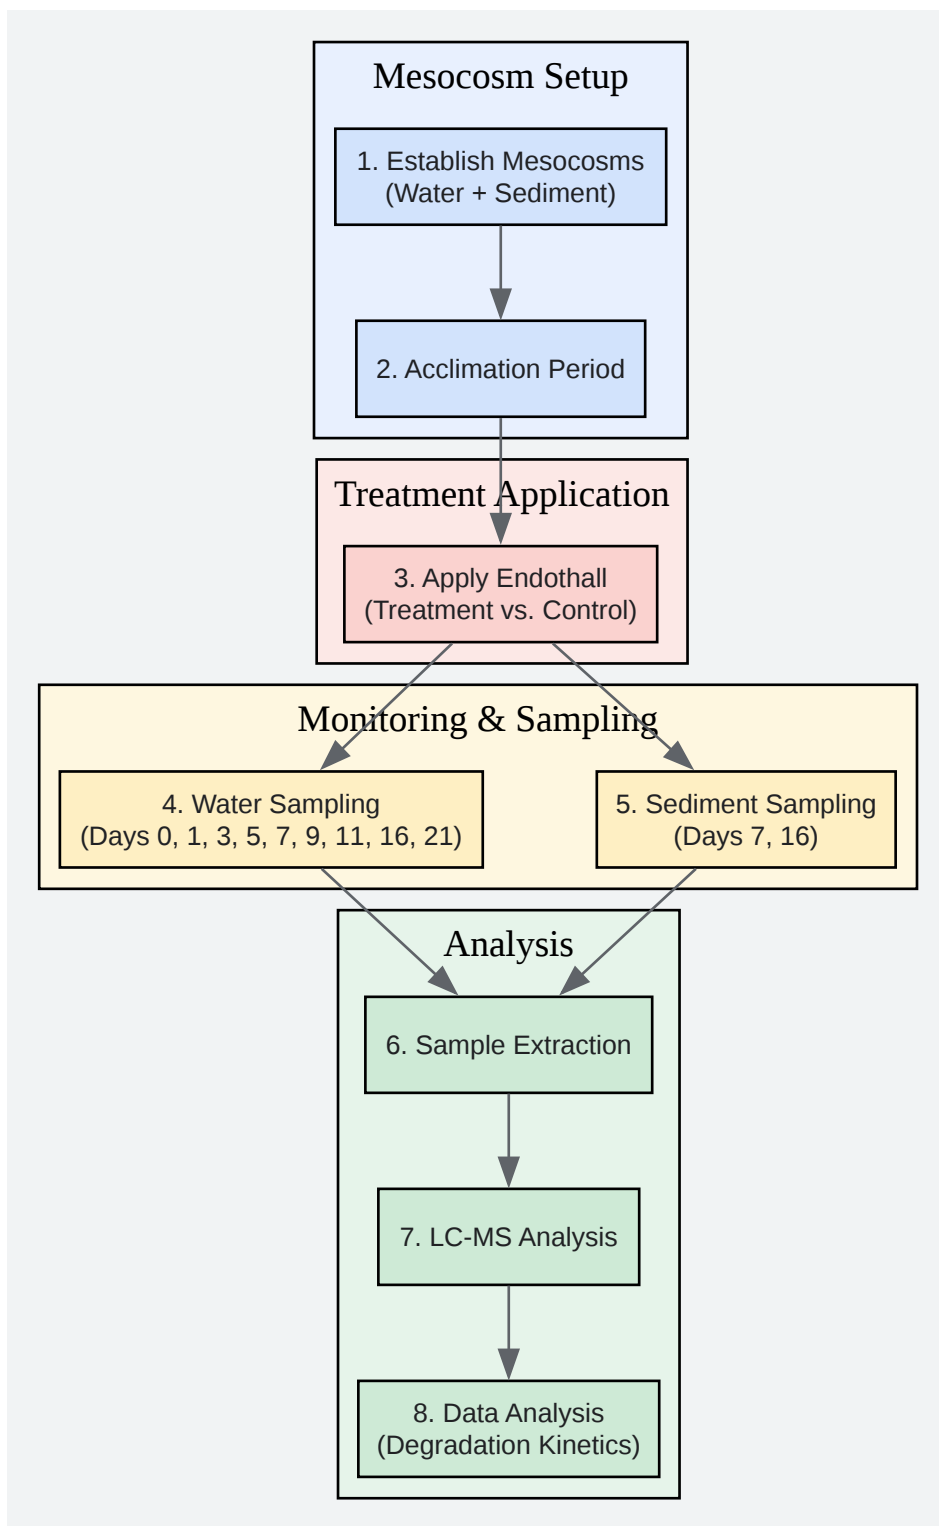 Mesocosm Setup
1. Establish Mesocosms
(Water + Sediment)
2. Acclimation Period
Treatment Application
3. Apply Endothall
(Treatment vs. Control)
Monitoring & Sampling
4. Water Sampling
(Days 0, 1, 3, 5, 7, 9, 11, 16, 21)
5. Sediment Sampling
(Days 7, 16)
Analysis
6. Sample Extraction
7. LC-MS Analysis
8. Data Analysis
(Degradation Kinetics)